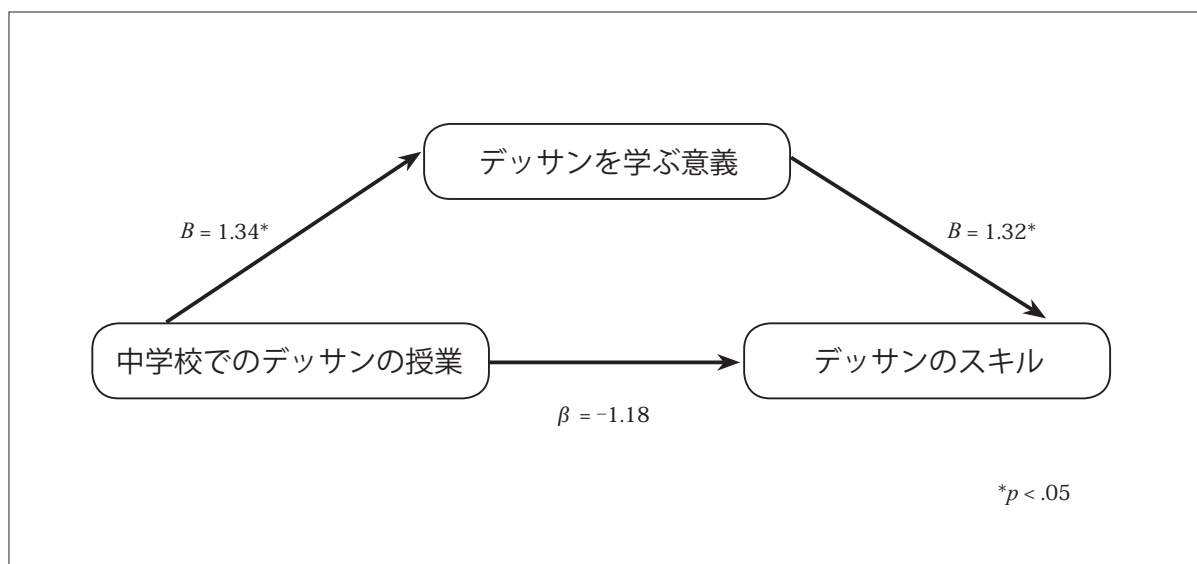 デッサンを学ぶ意義
B = 1.34*
B = 1.32*
中学校でのデッサンの授業
デッサンのスキル
β = −1.18
*p < .05